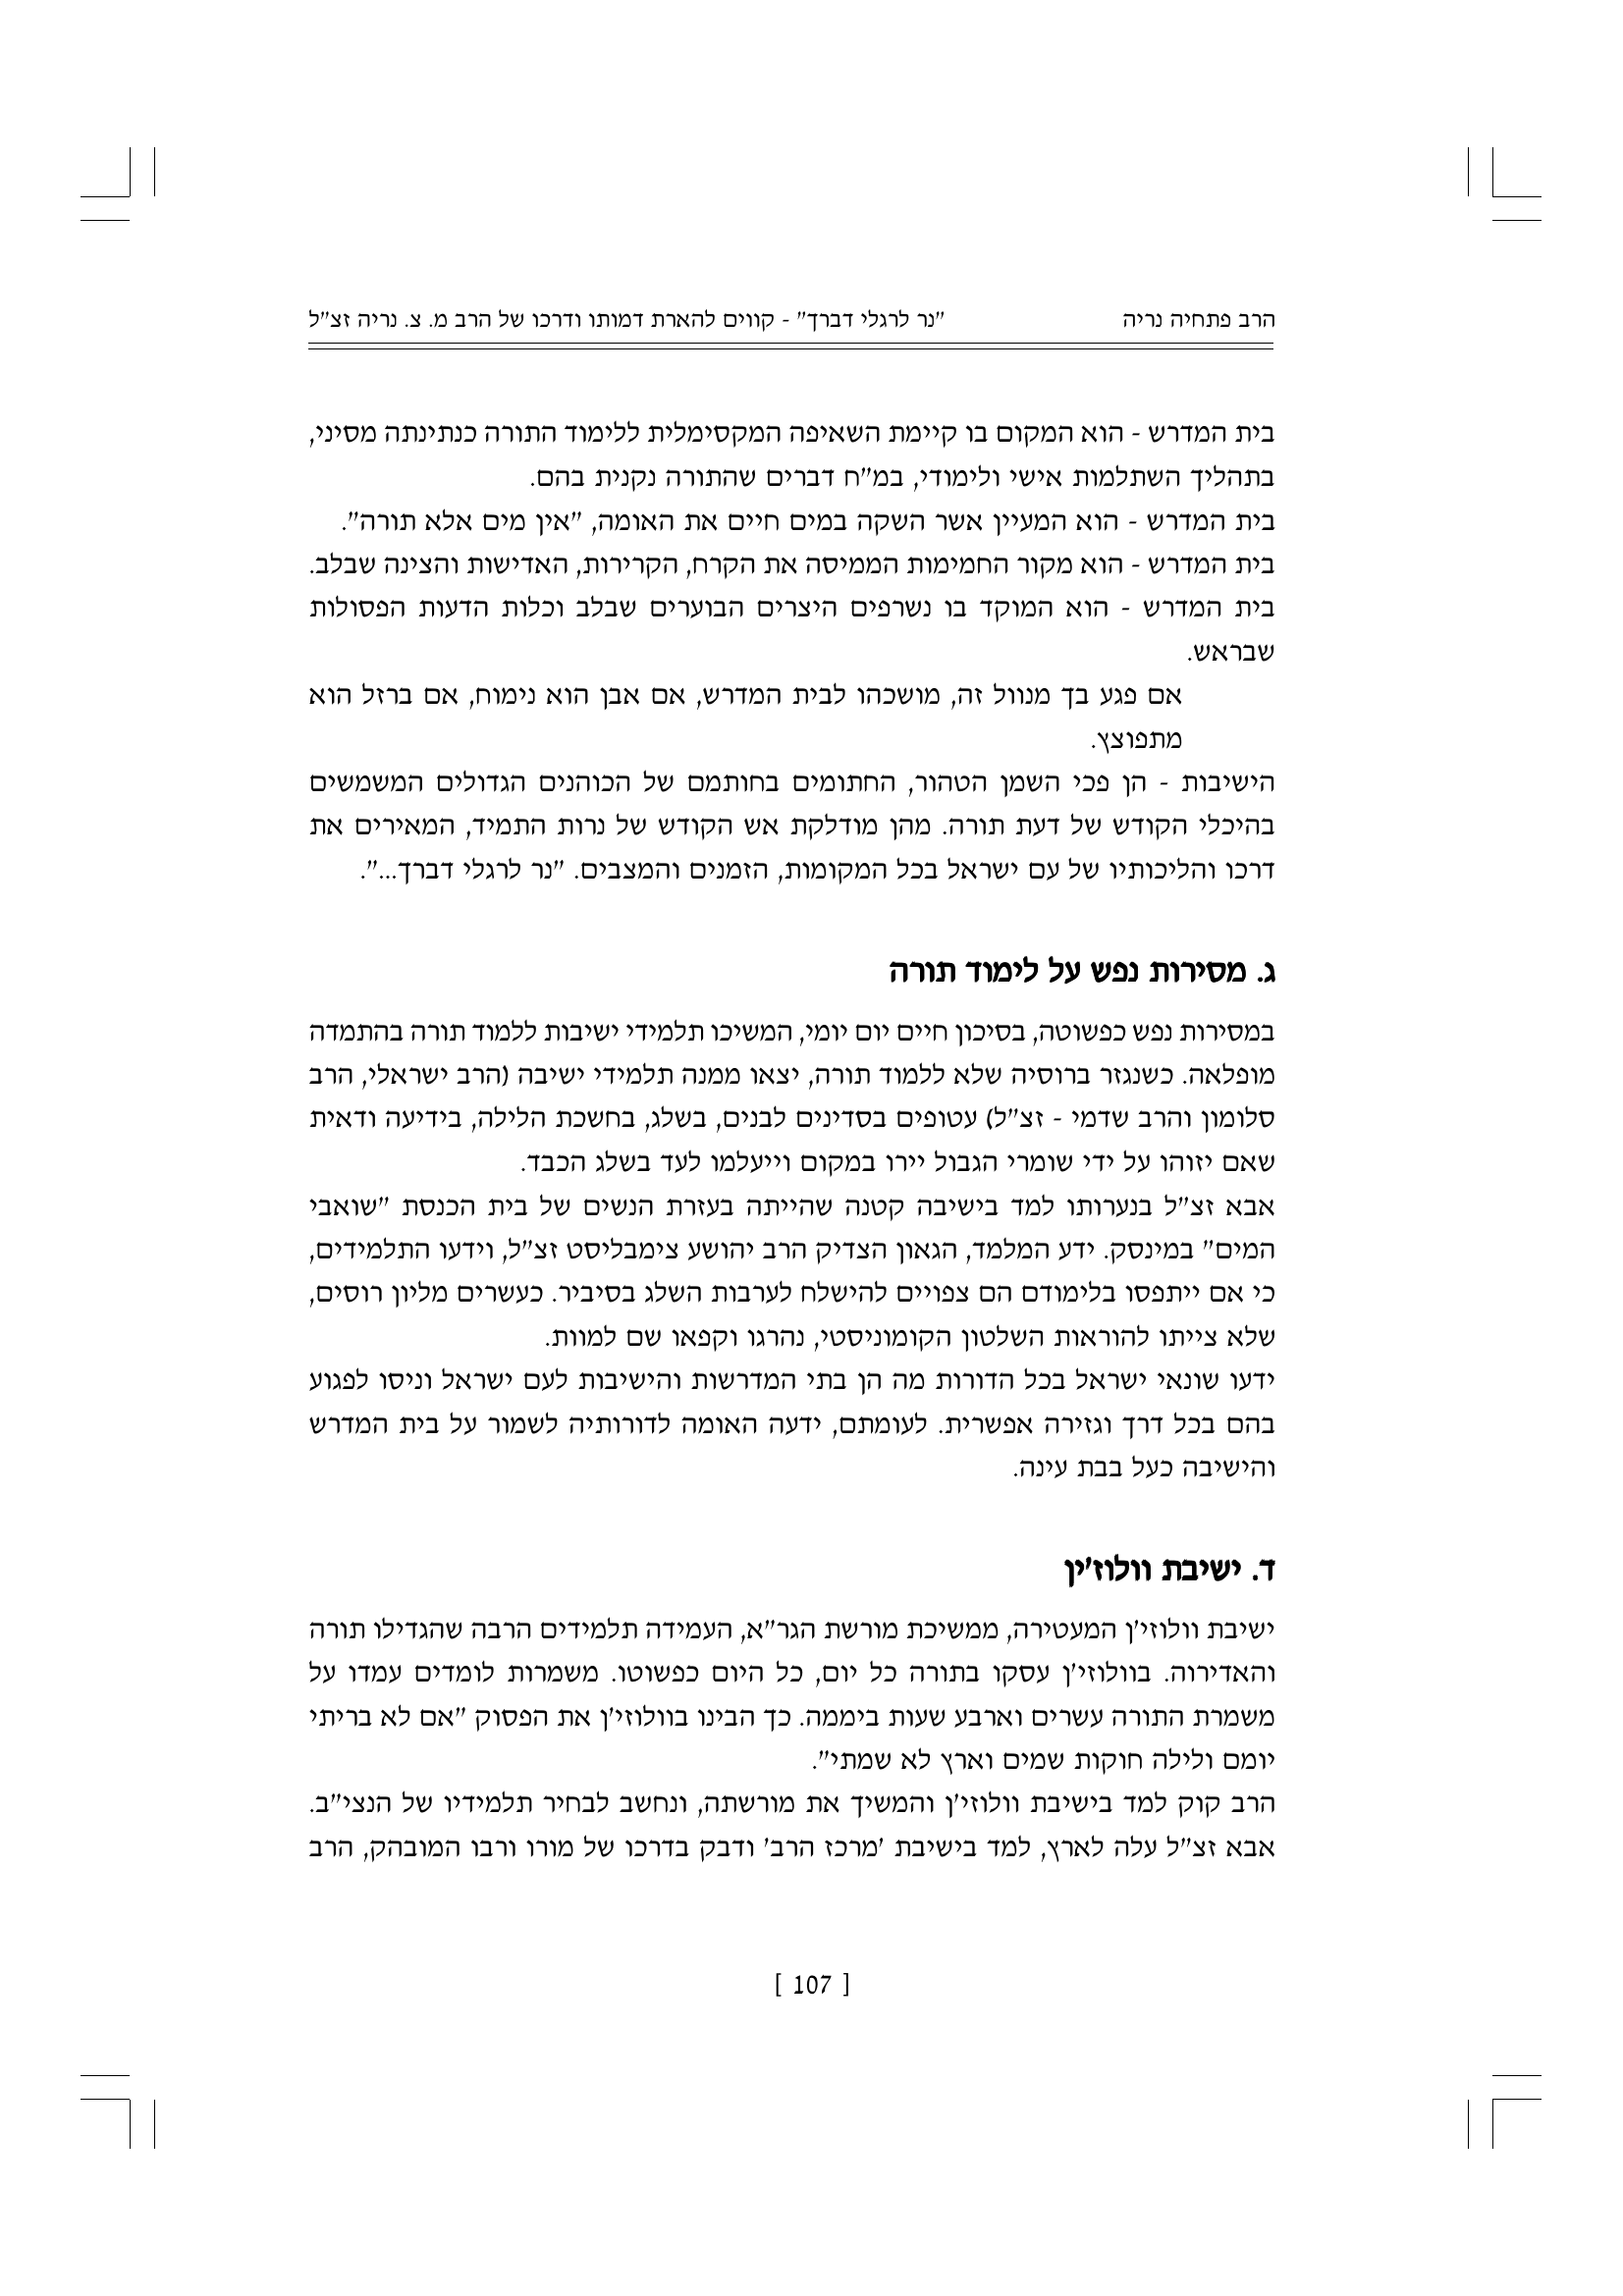 הרב פתחיה נריה "נר לרגלי דברך" - קווים להארת דמותו ודרכו של הרב מ. צ. נריה זצ"ל
בית המדרש - הוא המקום בו קיימת השאיפה המקסימלית ללימוד התורה כנתינתה מסיני,
בתהליך השתלמות אישי ולימודי, במ"ח דברים שהתורה נקנית בהם.
בית המדרש - הוא המעיין אשר השקה במים חיים את האומה, "אין מים אלא תורה".
בית המדרש - הוא מקור החמימות הממיסה את הקרח, הקרירות, האדישות והצינה שבלב.
בית המדרש - הוא המוקד בו נשרפים היצרים הבוערים שבלב וכלות הדעות הפסולות
שבראש.
אם פגע בך מנוול זה, מושכהו לבית המדרש, אם אבן הוא נימוח, אם ברזל הוא
מתפוצץ.
הישיבות - הן פכי השמן הטהור, החתומים בחותמם של הכוהנים הגדולים המשמשים
בהיכלי הקודש של דעת תורה. מהן מודלקת אש הקודש של נרות התמיד, המאירים את
דרכו והליכותיו של עם ישראל בכל המקומות, הזמנים והמצבים. "נר לרגלי דברך...".
ג. מסירות נפש על לימוד תורה
במסירות נפש כפשוטה, בסיכון חיים יום יומי, המשיכו תלמידי ישיבות ללמוד תורה בהתמדה
מופלאה. כשנגזר ברוסיה שלא ללמוד תורה, יצאו ממנה תלמידי ישיבה (הרב ישראלי, הרב
סלומון והרב שדמי - זצ"ל) עטופים בסדינים לבנים, בשלג, בחשכת הלילה, בידיעה ודאית
שאם יזוהו על ידי שומרי הגבול יירו במקום וייעלמו לעד בשלג הכבד.
אבא זצ"ל בנערותו למד בישיבה קטנה שהייתה בעזרת הנשים של בית הכנסת "שואבי
המים" במינסק. ידע המלמד, הגאון הצדיק הרב יהושע צימבליסט זצ"ל, וידעו התלמידים,
כי אם ייתפסו בלימודם הם צפויים להישלח לערבות השלג בסיביר. כעשרים מליון רוסים,
שלא צייתו להוראות השלטון הקומוניסטי, נהרגו וקפאו שם למוות.
ידעו שונאי ישראל בכל הדורות מה הן בתי המדרשות והישיבות לעם ישראל וניסו לפגוע
בהם בכל דרך וגזירה אפשרית. לעומתם, ידעה האומה לדורותיה לשמור על בית המדרש
והישיבה כעל בבת עינה.
ד. ישיבת וולוז'ין
ישיבת וולוזי'ן המעטירה, ממשיכת מורשת הגר"א, העמידה תלמידים הרבה שהגדילו תורה
והאדירוה. בוולוזי'ן עסקו בתורה כל יום, כל היום כפשוטו. משמרות לומדים עמדו על
משמרת התורה עשרים וארבע שעות ביממה. כך הבינו בוולוזי'ן את הפסוק "אם לא בריתי
יומם ולילה חוקות שמים וארץ לא שמתי".
הרב קוק למד בישיבת וולוזי'ן והמשיך את מורשתה, ונחשב לבחיר תלמידיו של הנצי"ב.
אבא זצ"ל עלה לארץ, למד בישיבת 'מרכז הרב' ודבק בדרכו של מורו ורבו המובהק, הרב
[ 107 ]